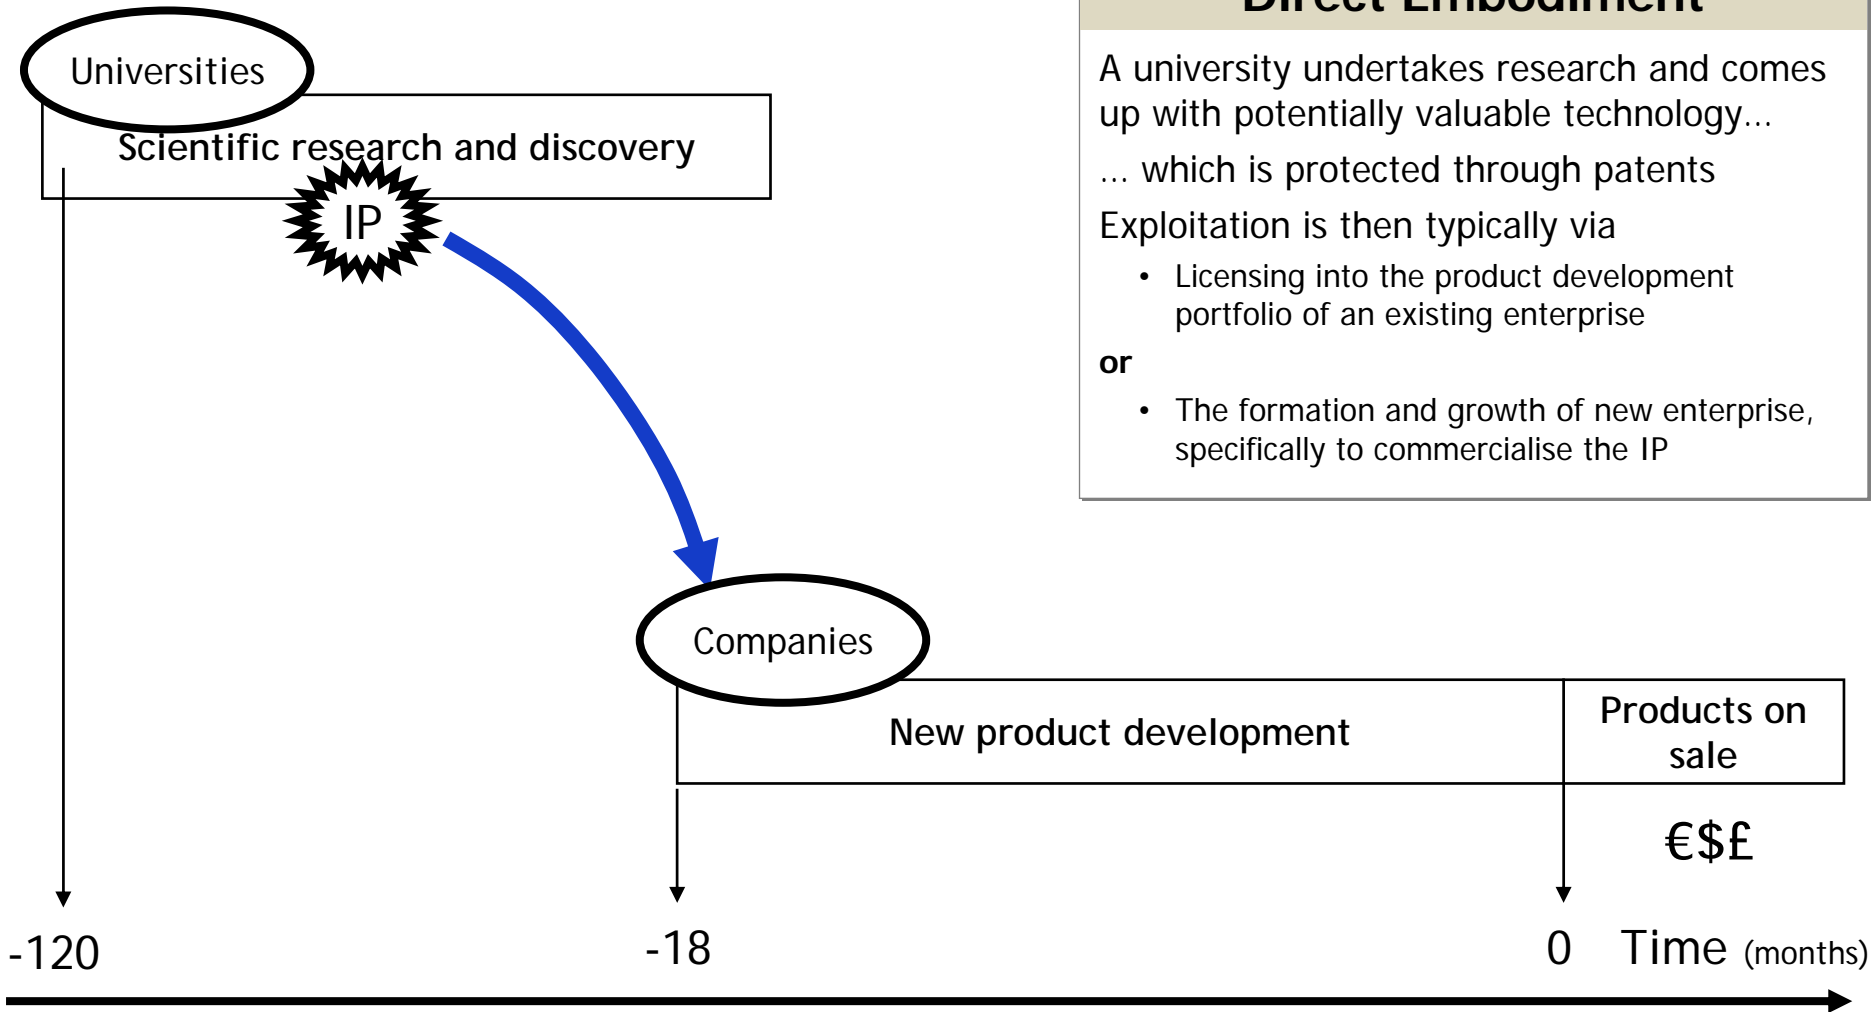 Direct Embodiment
Universities
Scientific research and discovery
IP
A university undertakes research and comes
up with potentially valuable technology...
... which is protected through patents
Exploitation is then typically via
• Licensing into the product development
portfolio of an existing enterprise
or
• The formation and growth of new enterprise,
specifically to commercialise the IP
Companies
New product development
Products on
sale
€$£
-120
-18
0
Time (months)